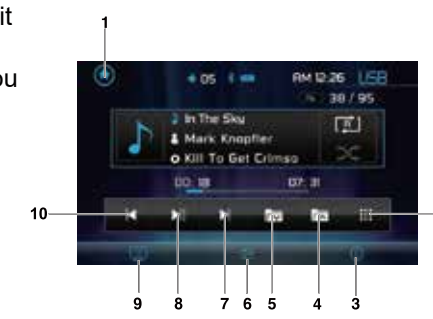 it
ou
1
05 AM 12:26 USB
38 / 95
In The Sky
Mark Knopfler
Kill To Get Crimso
00: 18 07: 31
10
9 8 7 6 5 4 3